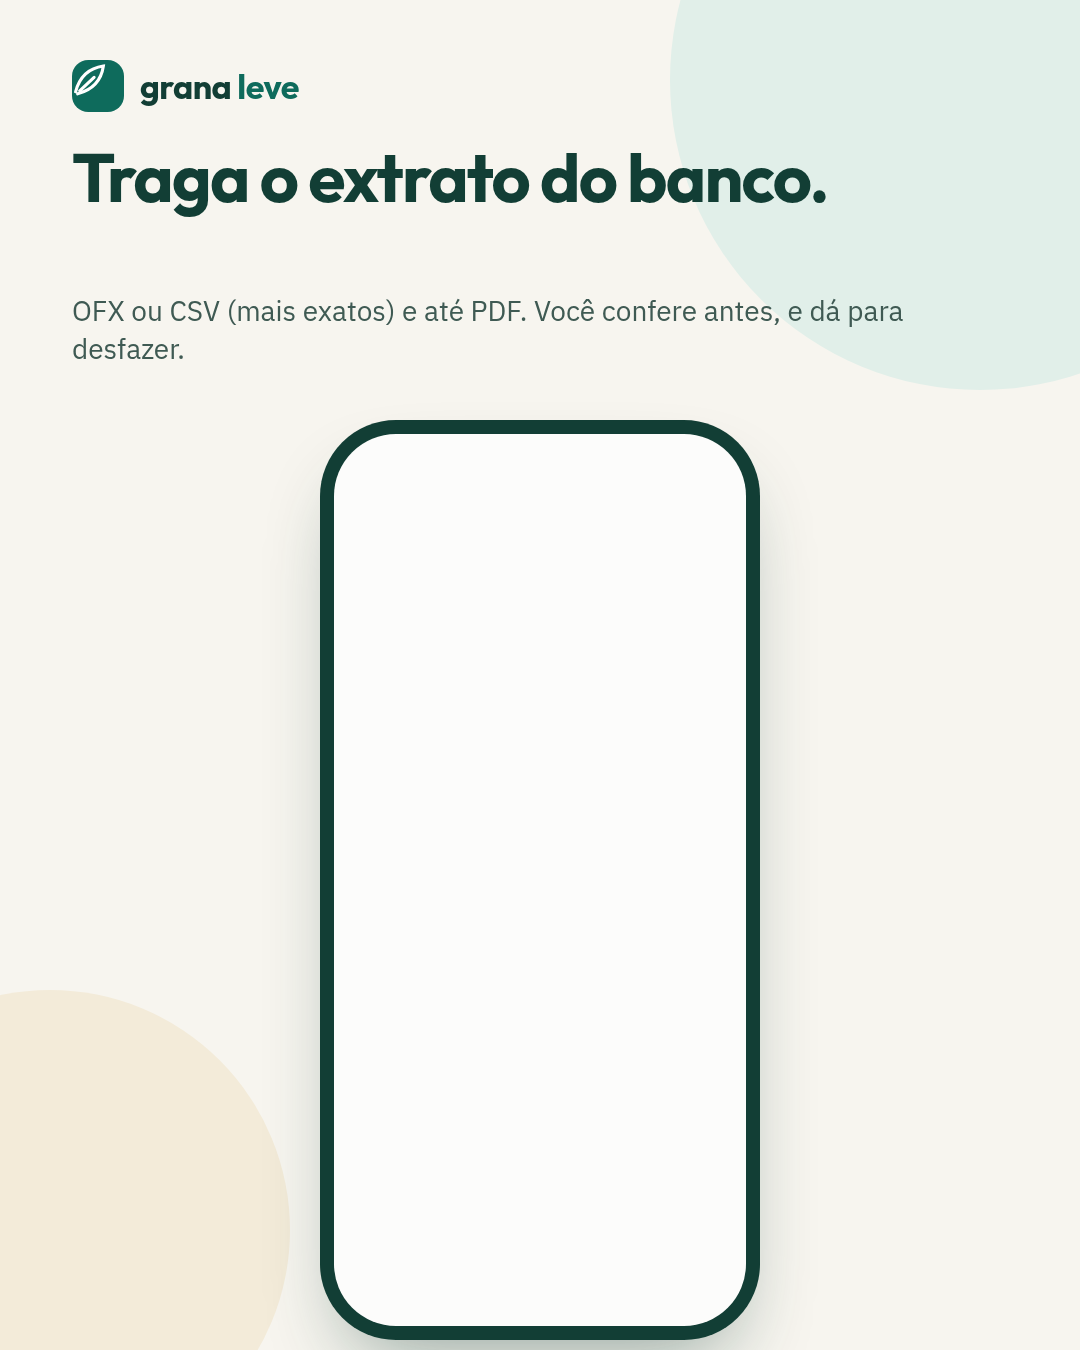 grana leve
Traga o extrato do banco.
OFX ou CSV (mais exatos) e até PDF. Você confere antes, e dá para
desfazer.